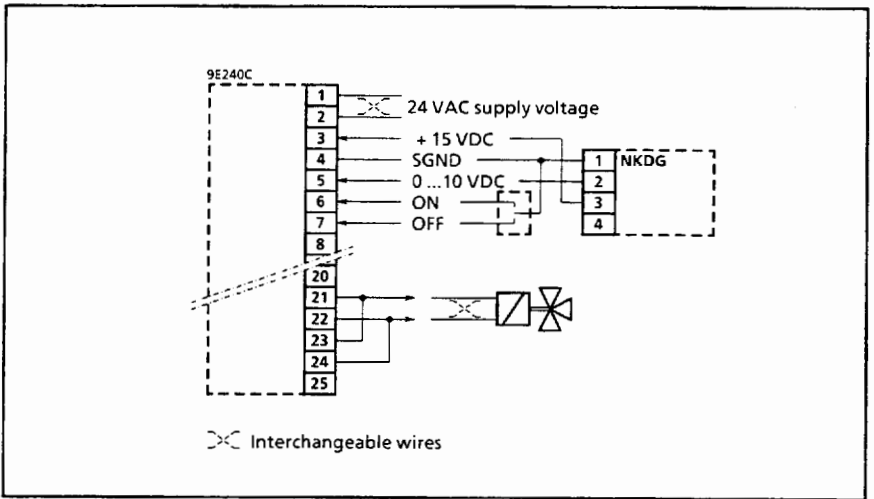 9E240C
1
2 24 VAC supply voltage
3 + 15 VDC
4 SGND 1 NKDG
5 0 ...10 VDC 2
6 ON 3
7 OFF 4
8
20
21
22
23
24
25
Interchangeable wires